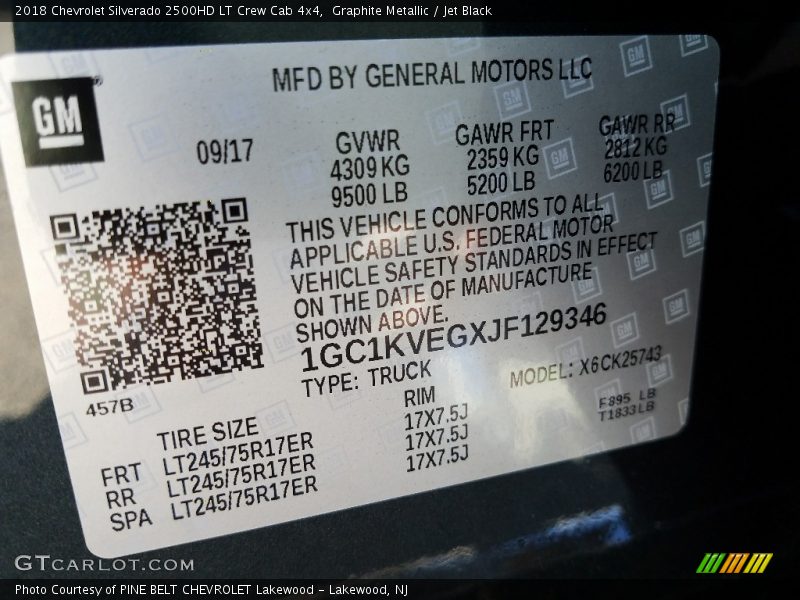 2018 Chevrolet Silverado 2500HD LT Crew Cab 4x4,  Graphite Metallic / Jet Black
MFD BY GENERAL MOTORS LLC
GM
09/17
GVWR
4309 KG
9500 LB
GAWR FRT
2359 KG
5200 LB
GAWR RR
2812 KG
6200 LB
THIS VEHICLE CONFORMS TO ALL
APPLICABLE U.S. FEDERAL MOTOR
VEHICLE SAFETY STANDARDS IN EFFECT
ON THE DATE OF MANUFACTURE
SHOWN ABOVE.
1GC1KVEGXJF129346
TYPE: TRUCK
MODEL: X6CK25743
457B
F895 LB
T1833LB
TIRE SIZE
RIM
FRT LT245/75R17ER 17X7.5J
RR LT245/75R17ER 17X7.5J
SPA LT245/75R17ER 17X7.5J
GTCARLOT.COM
Photo Courtesy of PINE BELT CHEVROLET Lakewood - Lakewood, NJ